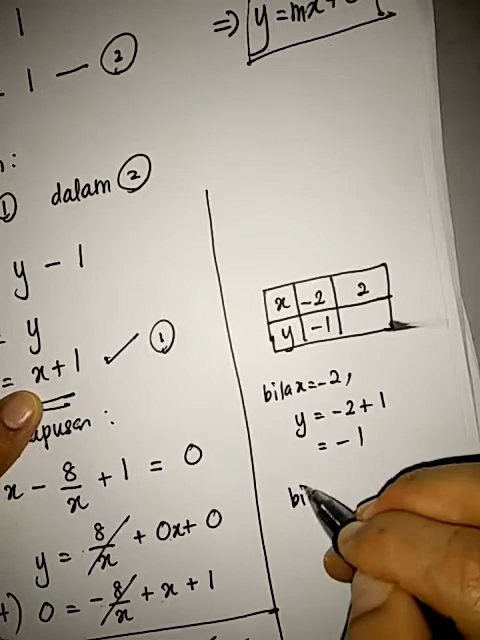 1
⇒ y = mx +
- 1 — ②
:
① dalam ②
y - 1
= y
= x+1 ✓ ①
apusan :
x - 8/x + 1 = 0
y = 8/x + 0x + 0
+) 0 = -8/x + x + 1
x | -2 | 2
y | -1 |
bila x = -2,
y = -2+1
= -1
bi